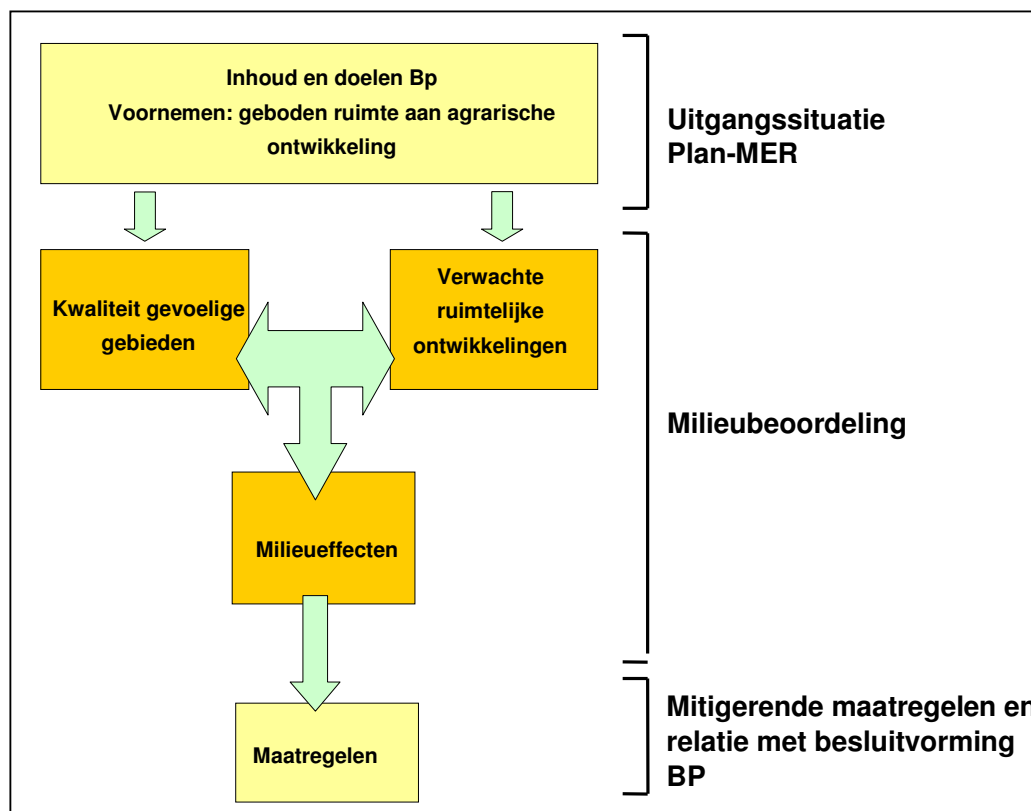 Inhoud en doelen Bp
Voornemen: geboden ruimte aan agrarische
ontwikkeling
Uitgangssituatie
Plan-MER
Kwaliteit gevoelige
gebieden
Verwachte
ruimtelijke
ontwikkelingen
Milieubeoordeling
Milieueffecten
Maatregelen
Mitigerende maatregelen en
relatie met besluitvorming
BP